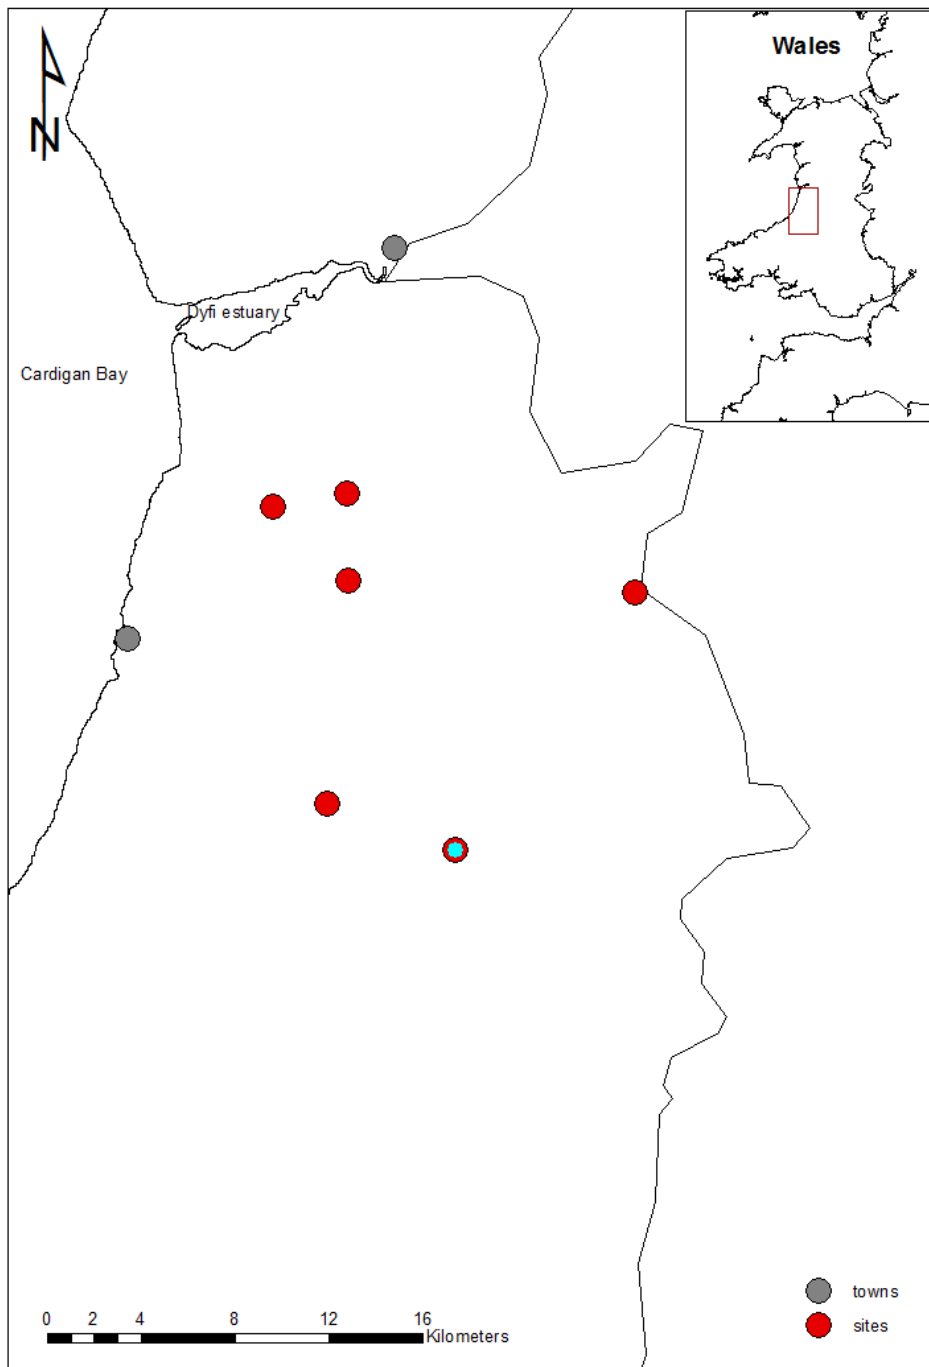 Wales
N
Dyfi estuary
Cardigan Bay
towns
sites
0 2 4 8 12 16
Kilometers